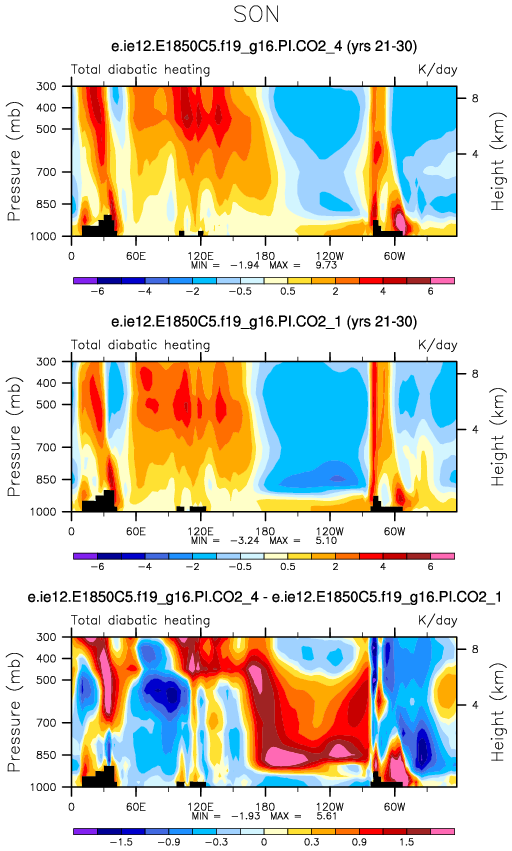 SON
e.ie12.E1850C5.f19_g16.PI.CO2_4 (yrs 21-30)
Total diabatic heating K/day
300
400
500
700
850
1000
Pressure (mb)
8
4
Height (km)
0 60E 120E 180 120W 60W
MIN = -1.94 MAX = 9.73
-6 -4 -2 -1 -0.5 0.5 1 2 4 6
e.ie12.E1850C5.f19_g16.PI.CO2_1 (yrs 21-30)
Total diabatic heating K/day
300
400
500
700
850
1000
Pressure (mb)
8
4
Height (km)
0 60E 120E 180 120W 60W
MIN = -3.24 MAX = 5.10
-6 -4 -2 -1 -0.5 0.5 1 2 4 6
e.ie12.E1850C5.f19_g16.PI.CO2_4 - e.ie12.E1850C5.f19_g16.PI.CO2_1
Total diabatic heating K/day
300
400
500
700
850
1000
Pressure (mb)
8
4
Height (km)
0 60E 120E 180 120W 60W
MIN = -1.93 MAX = 5.61
-1.5 -0.9 -0.3 0 0.3 0.9 1.5